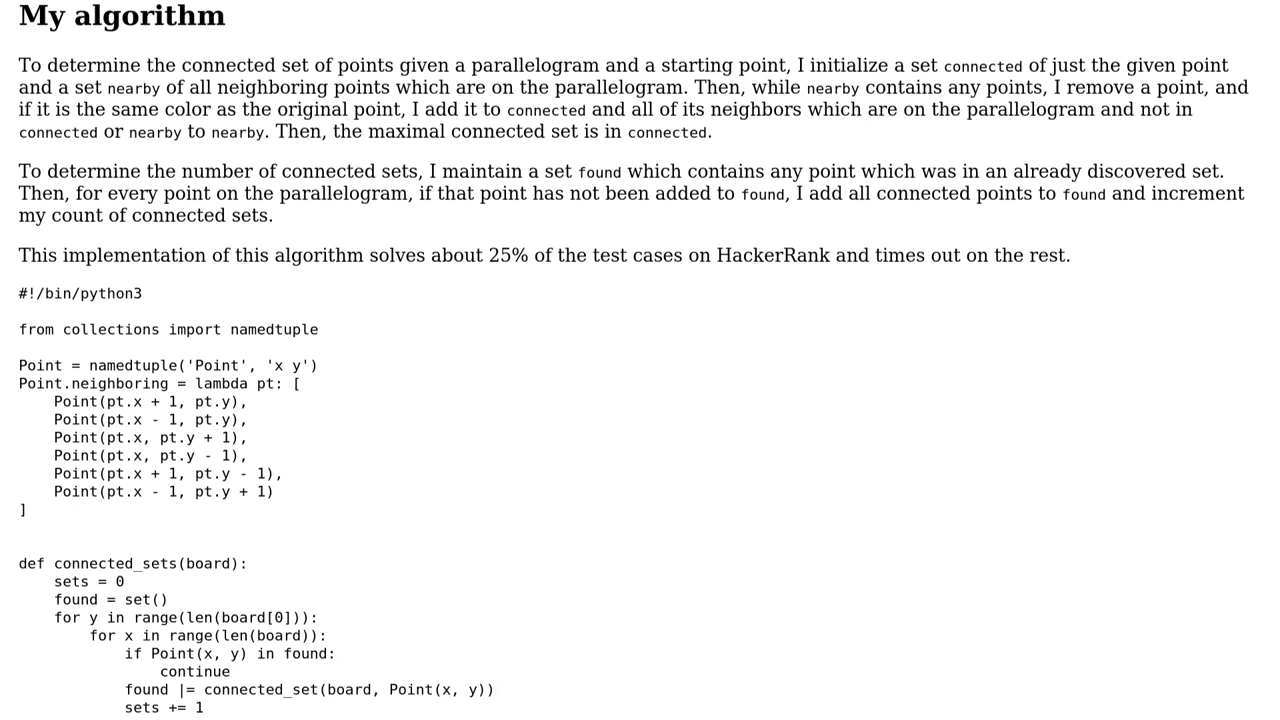 My algorithm
To determine the connected set of points given a parallelogram and a starting point, I initialize a set connected of just the given point
and a set nearby of all neighboring points which are on the parallelogram. Then, while nearby contains any points, I remove a point, and
if it is the same color as the original point, I add it to connected and all of its neighbors which are on the parallelogram and not in
connected or nearby to nearby. Then, the maximal connected set is in connected.
To determine the number of connected sets, I maintain a set found which contains any point which was in an already discovered set.
Then, for every point on the parallelogram, if that point has not been added to found, I add all connected points to found and increment
my count of connected sets.
This implementation of this algorithm solves about 25% of the test cases on HackerRank and times out on the rest.
#!/bin/python3
from collections import namedtuple
Point = namedtuple('Point', 'x y')
Point.neighboring = lambda pt: [
    Point(pt.x + 1, pt.y),
    Point(pt.x - 1, pt.y),
    Point(pt.x, pt.y + 1),
    Point(pt.x, pt.y - 1),
    Point(pt.x + 1, pt.y - 1),
    Point(pt.x - 1, pt.y + 1)
]
def connected_sets(board):
    sets = 0
    found = set()
    for y in range(len(board[0])):
        for x in range(len(board)):
            if Point(x, y) in found:
                continue
            found |= connected_set(board, Point(x, y))
            sets += 1